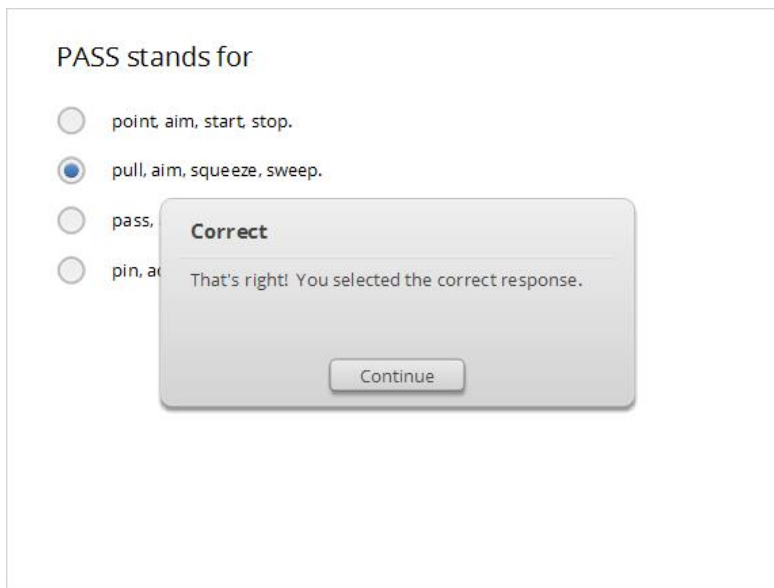 PASS stands for
point, aim, start, stop.
pull, aim, squeeze, sweep.
pass,
pin,
Correct
That's right! You selected the correct response.
Continue